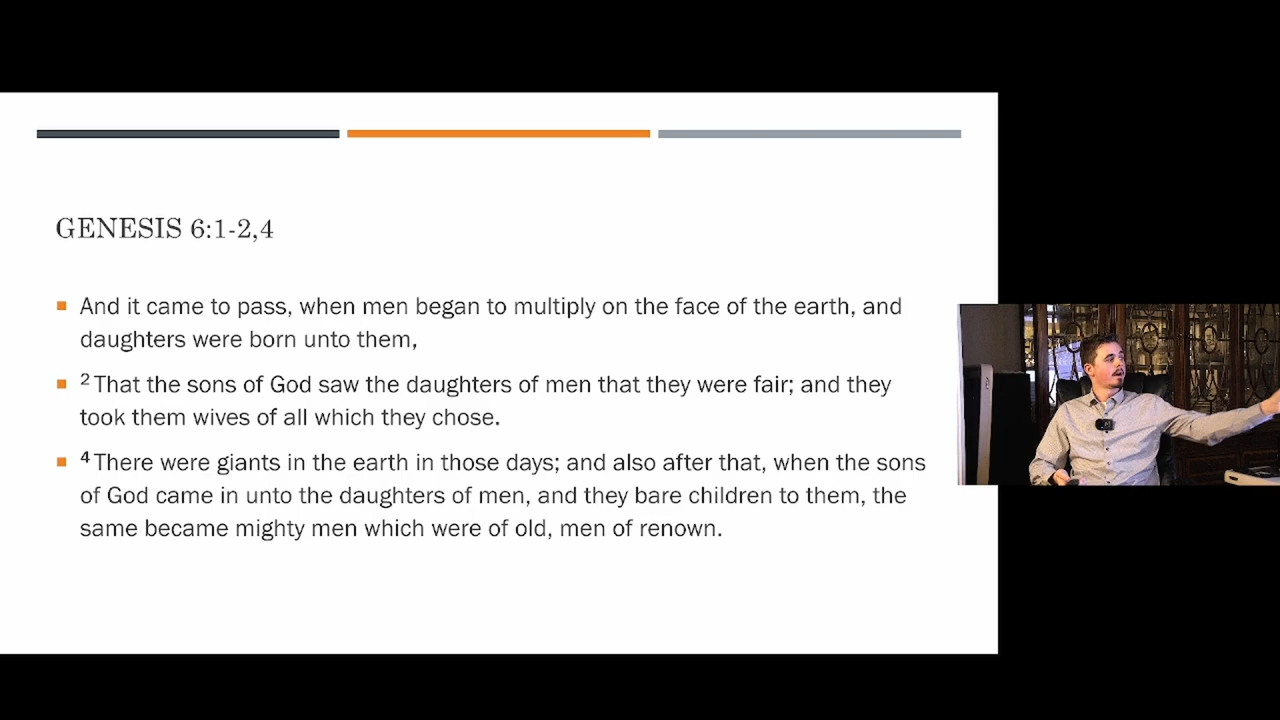 GENESIS 6:1-2,4
And it came to pass, when men began to multiply on the face of the earth, and
daughters were born unto them,
2 That the sons of God saw the daughters of men that they were fair; and they
took them wives of all which they chose.
4 There were giants in the earth in those days; and also after that, when the sons
of God came in unto the daughters of men, and they bare children to them, the
same became mighty men which were of old, men of renown.